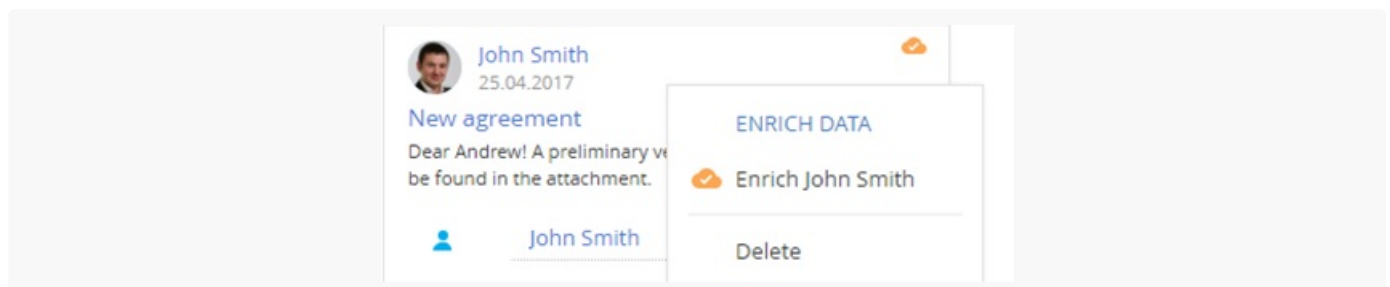 John Smith
25.04.2017
New agreement
Dear Andrew! A preliminary
be found in the attachment.
John Smith
ENRICH DATA
Enrich John Smith
Delete